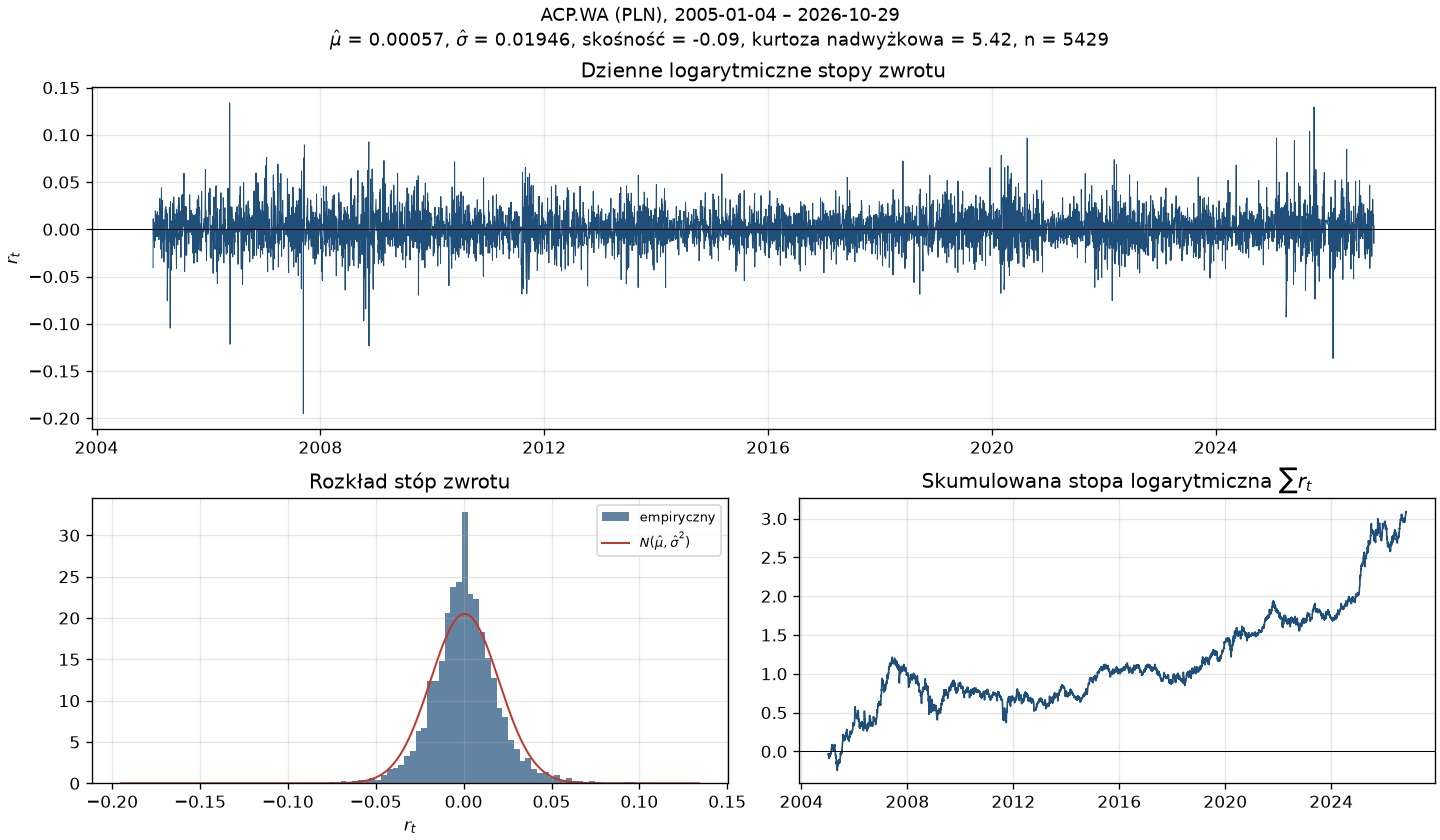 ACP.WA (PLN), 2005-01-04 – 2026-10-29
μ̂ = 0.00057, σ̂ = 0.01946, skośność = -0.09, kurtoza nadwyżkowa = 5.42, n = 5429
Dzienne logarytmiczne stopy zwrotu
0.15
0.10
0.05
0.00
−0.05
−0.10
−0.15
−0.20
r_t
2004 2008 2012 2016 2020 2024
Rozkład stóp zwrotu
30
25
20
15
10
5
0
empiryczny
N(μ̂, σ̂²)
−0.20 −0.15 −0.10 −0.05 0.00 0.05 0.10 0.15
r_t
Skumulowana stopa logarytmiczna ∑r_t
3.0
2.5
2.0
1.5
1.0
0.5
0.0
2004 2008 2012 2016 2020 2024